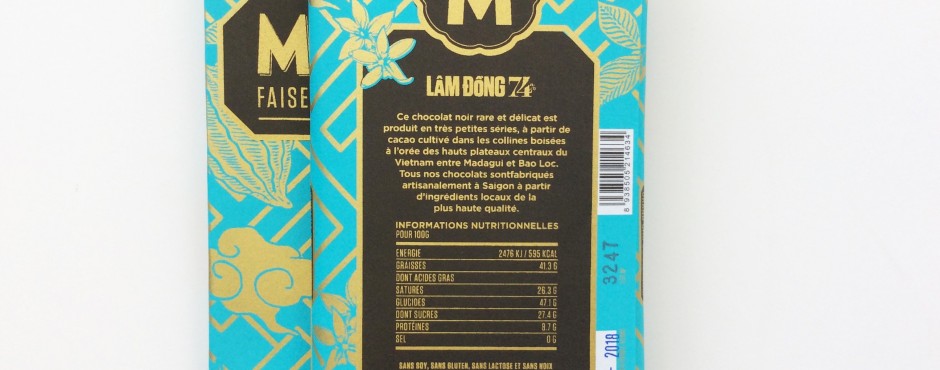 M
FAISE
M
LÂM ĐỒNG 74%
Ce chocolat noir rare et délicat est
produit en très petites séries, à partir de
cacao cultivé dans les collines boisées
à l'orée des hauts plateaux centraux du
Vietnam entre Madagui et Bao Loc.
Tous nos chocolats sontfabriqués
artisanalement à Saigon à partir
d'ingrédients locaux de la
plus haute qualité.
INFORMATIONS NUTRITIONNELLES
POUR 100G
ENERGIE 2476 KJ / 595 KCAL
GRAISSES 41.3 G
DONT ACIDES GRAS
SATURÉS 26.3 G
GLUCIDES 47.1 G
DONT SUCRES 27.4 G
PROTÉINES 8.7 G
SEL 0 G
SANS SOY, SANS GLUTEN, SANS LACTOSE ET SANS NOIX
8 938505 214634
3247
- 2018